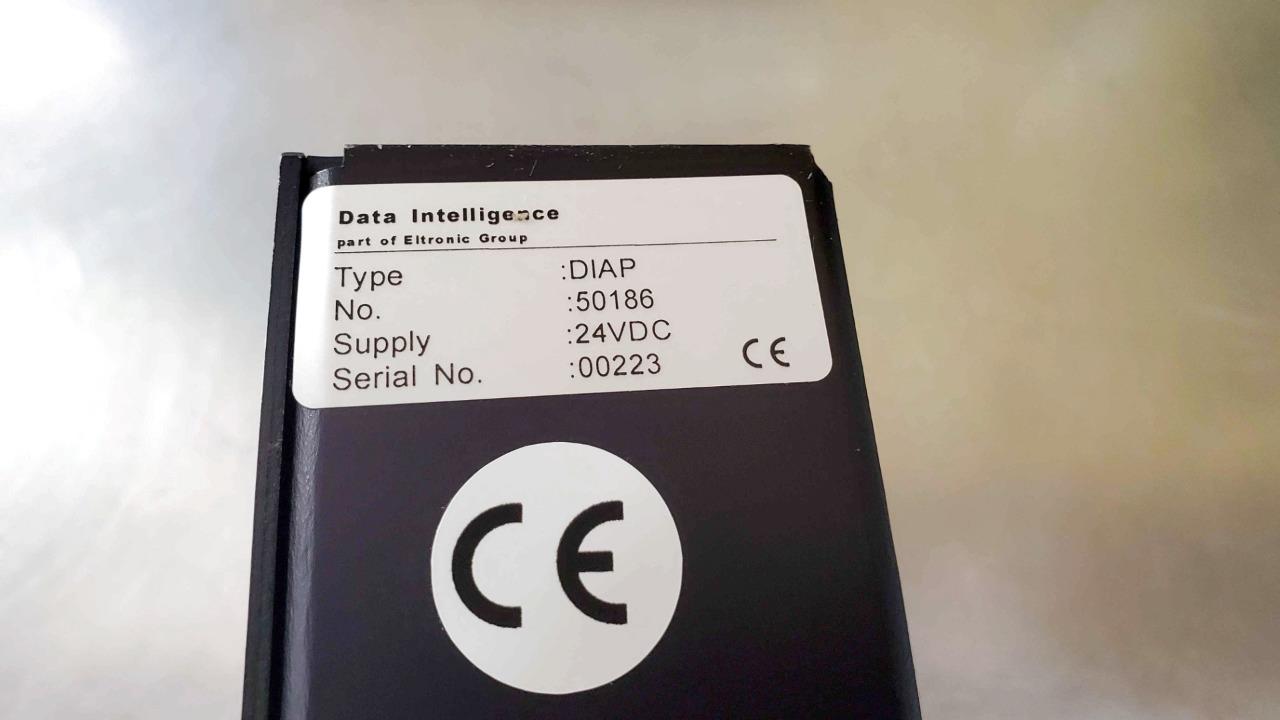 Data Intelligence
part of Eltronic Group
Type :DIAP
No. :50186
Supply :24VDC
Serial No. :00223
CE
CE